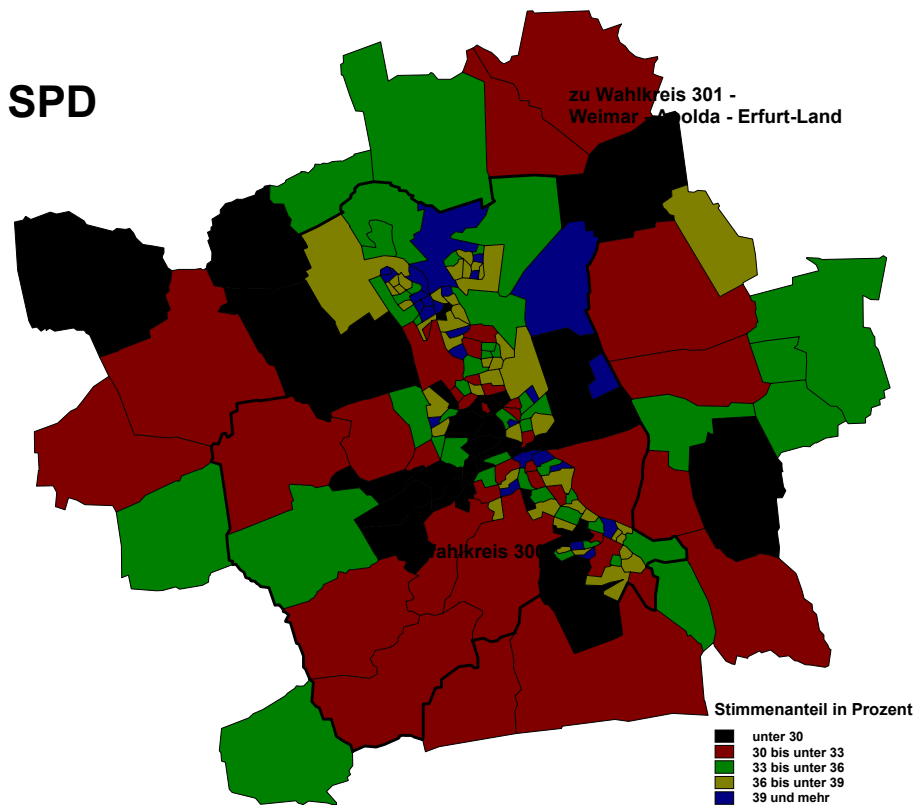 SPD
zu Wahlkreis 301 -
Weimar - Apolda - Erfurt-Land
Wahlkreis 300
Stimmenanteil in Prozent
unter 30
30 bis unter 33
33 bis unter 36
36 bis unter 39
39 und mehr